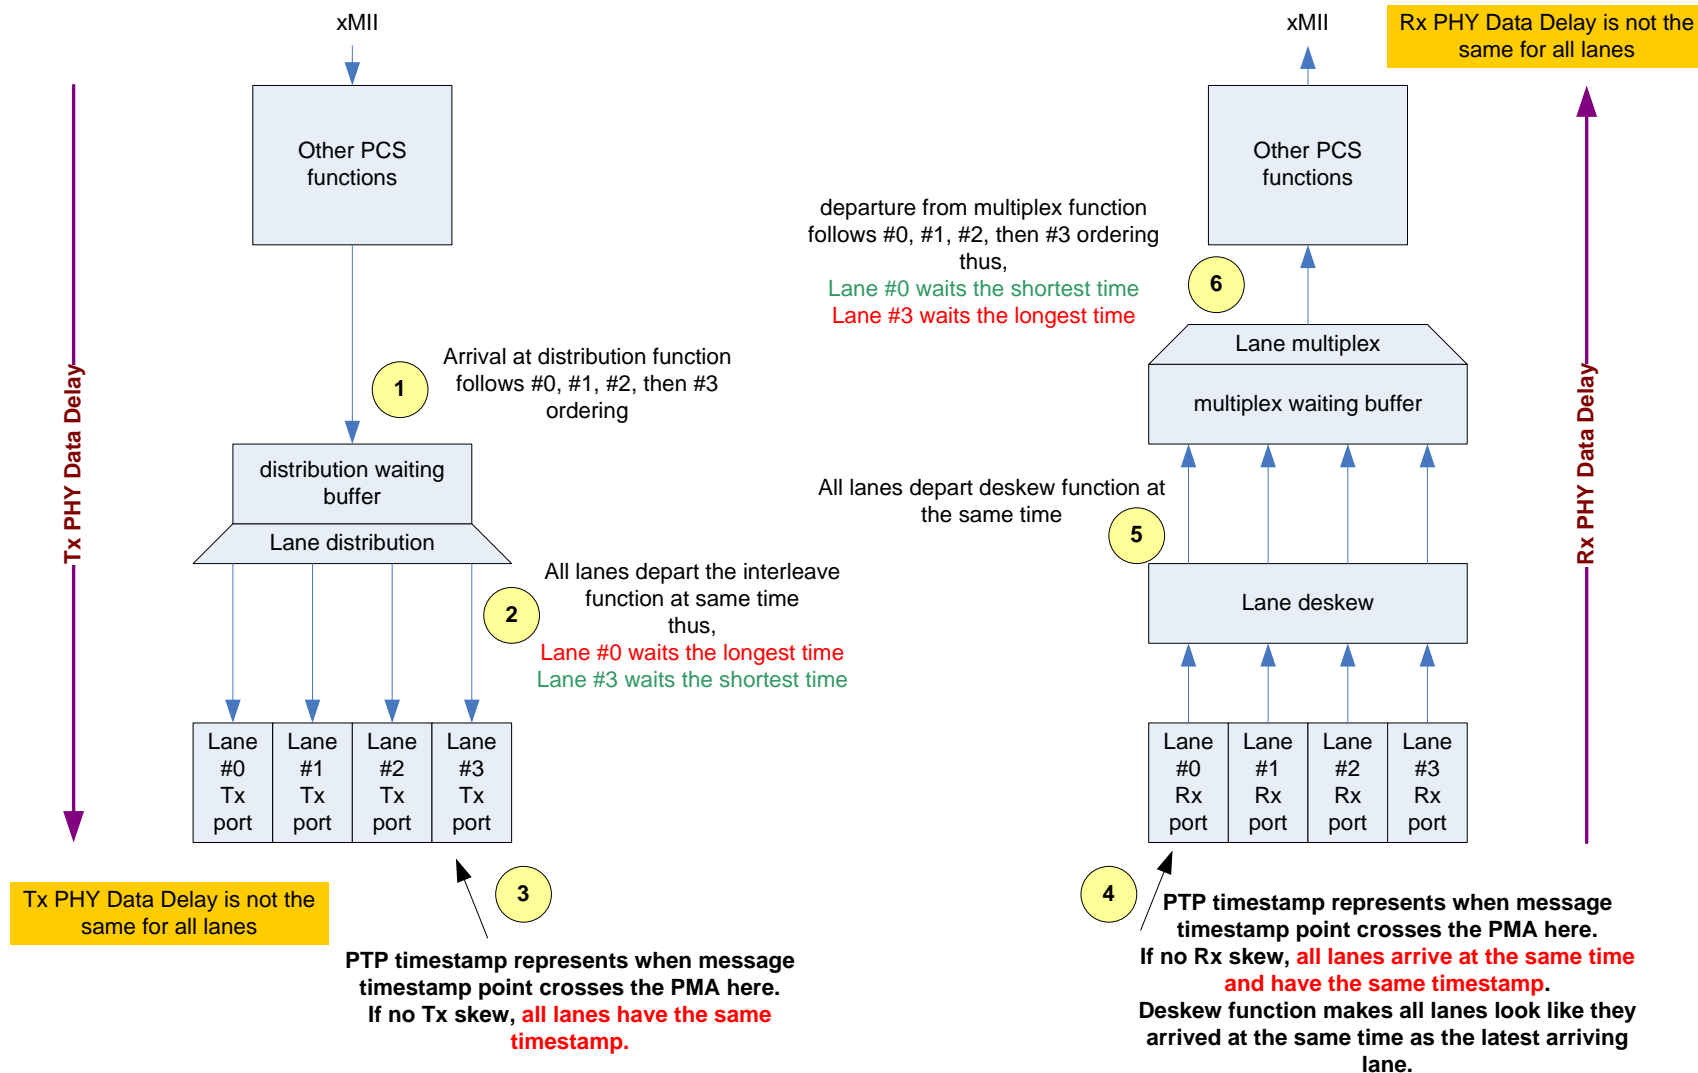 xMII
Other PCS
functions
Tx PHY Data Delay
1
Arrival at distribution function
follows #0, #1, #2, then #3
ordering
distribution waiting
buffer
Lane distribution
2
All lanes depart the interleave
function at same time
thus,
Lane #0 waits the longest time
Lane #3 waits the shortest time
Lane
#0
Tx
port
Lane
#1
Tx
port
Lane
#2
Tx
port
Lane
#3
Tx
port
3
Tx PHY Data Delay is not the
same for all lanes
PTP timestamp represents when message
timestamp point crosses the PMA here.
If no Tx skew, all lanes have the same
timestamp.
xMII
Rx PHY Data Delay is not the
same for all lanes
Other PCS
functions
departure from multiplex function
follows #0, #1, #2, then #3 ordering
thus,
Lane #0 waits the shortest time
Lane #3 waits the longest time
6
Lane multiplex
multiplex waiting buffer
Rx PHY Data Delay
All lanes depart deskew function at
the same time
5
Lane deskew
Lane
#0
Rx
port
Lane
#1
Rx
port
Lane
#2
Rx
port
Lane
#3
Rx
port
4
PTP timestamp represents when message
timestamp point crosses the PMA here.
If no Rx skew, all lanes arrive at the same time
and have the same timestamp.
Deskew function makes all lanes look like they
arrived at the same time as the latest arriving
lane.